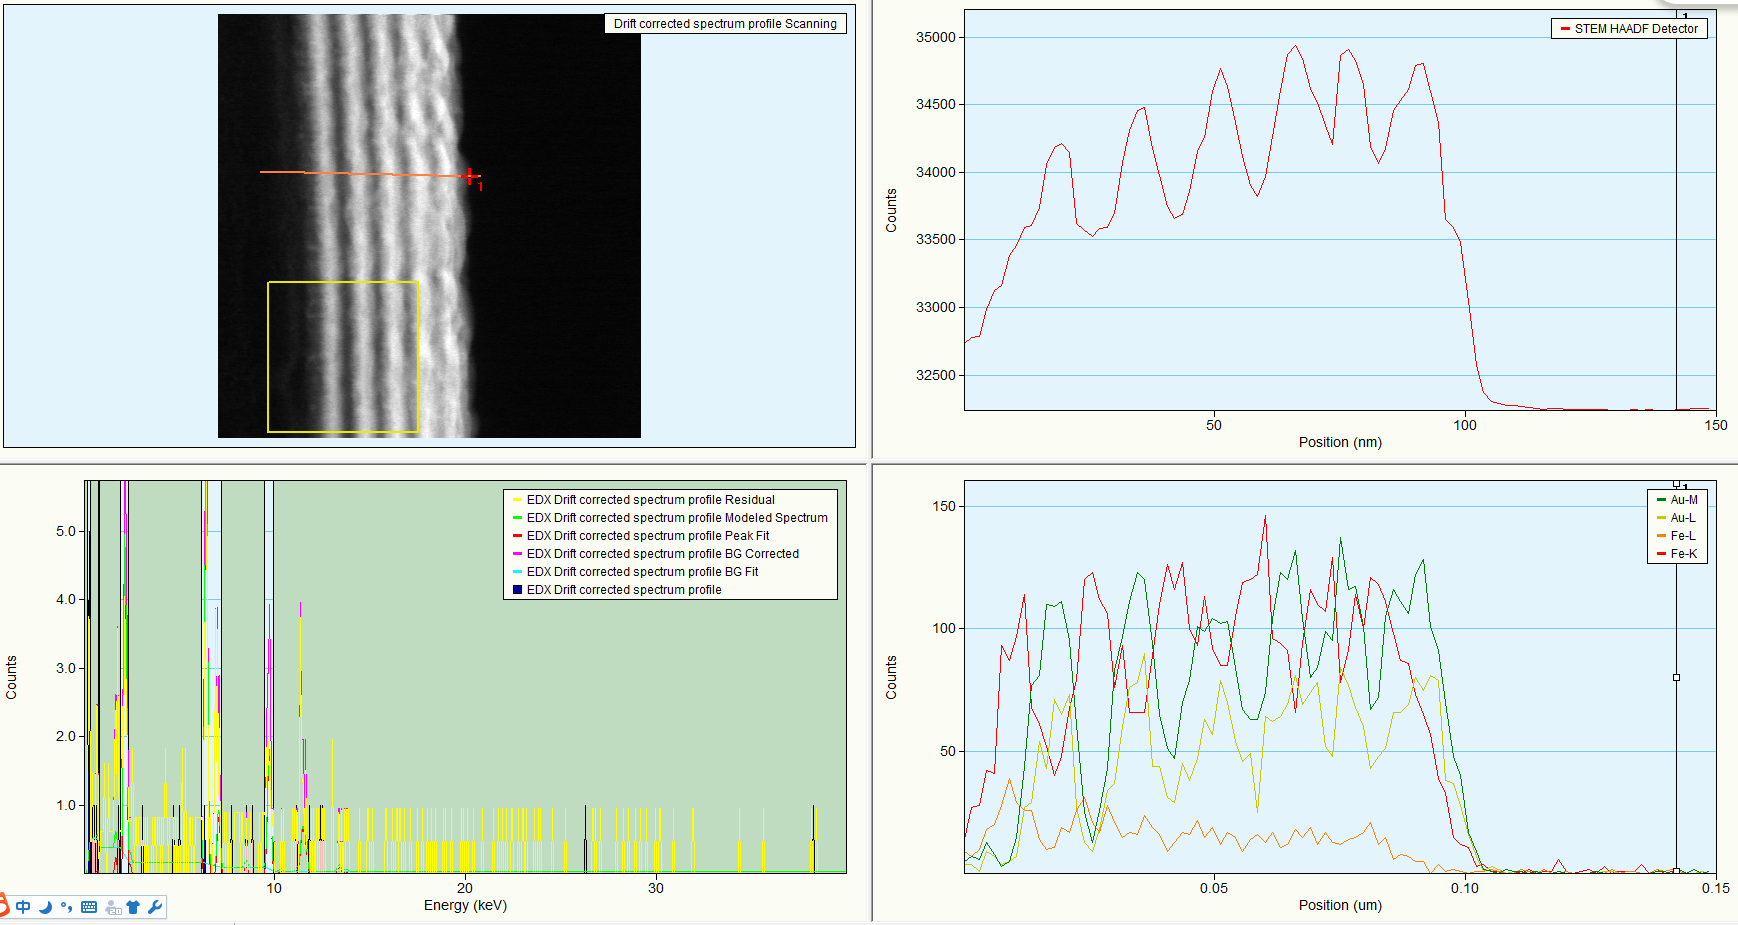 Drift corrected spectrum profile Scanning
1
Counts
35000
34500
34000
33500
33000
32500
50
100
150
Position (nm)
1
STEM HAADF Detector
Counts
5.0
4.0
3.0
2.0
1.0
10
20
30
Energy (keV)
EDX Drift corrected spectrum profile Residual
EDX Drift corrected spectrum profile Modeled Spectrum
EDX Drift corrected spectrum profile Peak Fit
EDX Drift corrected spectrum profile BG Corrected
EDX Drift corrected spectrum profile BG Fit
EDX Drift corrected spectrum profile
中
Counts
150
100
50
0.05
0.10
0.15
Position (um)
1
Au-M
Au-L
Fe-L
Fe-K